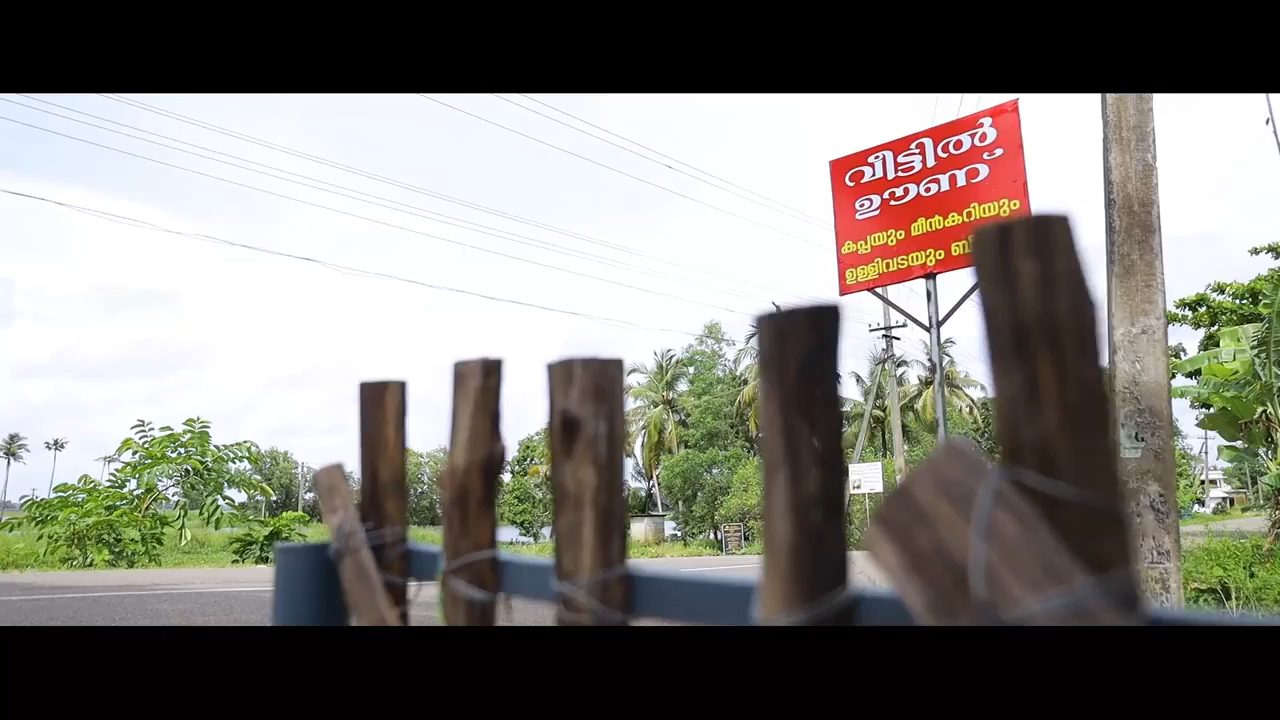 വീട്ടിൽ
ഊണ്
കപ്പയും മീൻകറിയും
ഉള്ളിവടയും